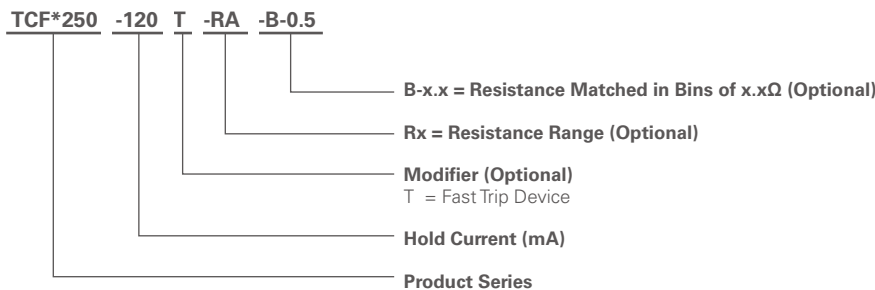 TCF*250 -120 T -RA -B-0.5
B-x.x = Resistance Matched in Bins of x.xΩ (Optional)
Rx = Resistance Range (Optional)
Modifier (Optional)
T = Fast Trip Device
Hold Current (mA)
Product Series